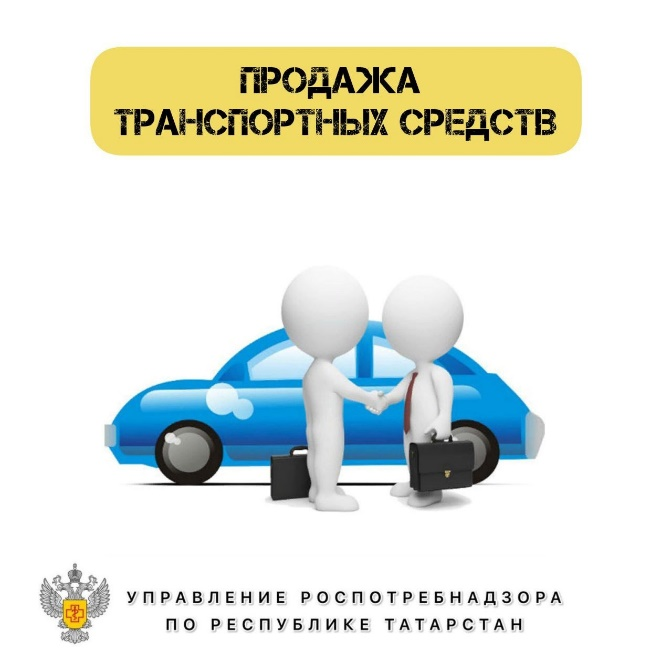 ПРОДАЖА
ТРАНСПОРТНЫХ СРЕДСТВ
УПРАВЛЕНИЕ РОСПОТРЕБНАДЗОРА
ПО РЕСПУБЛИКЕ ТАТАРСТАН